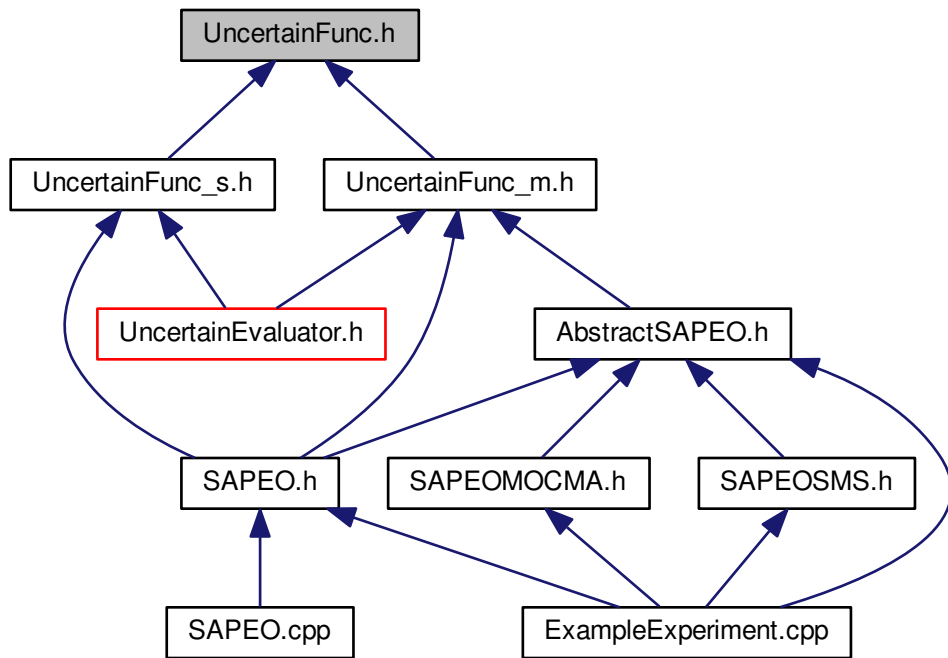 UncertainFunc.h
UncertainFunc_s.h
UncertainFunc_m.h
UncertainEvaluator.h
AbstractSAPEO.h
SAPEO.h
SAPEOMOCMA.h
SAPEOSMS.h
SAPEO.cpp
ExampleExperiment.cpp